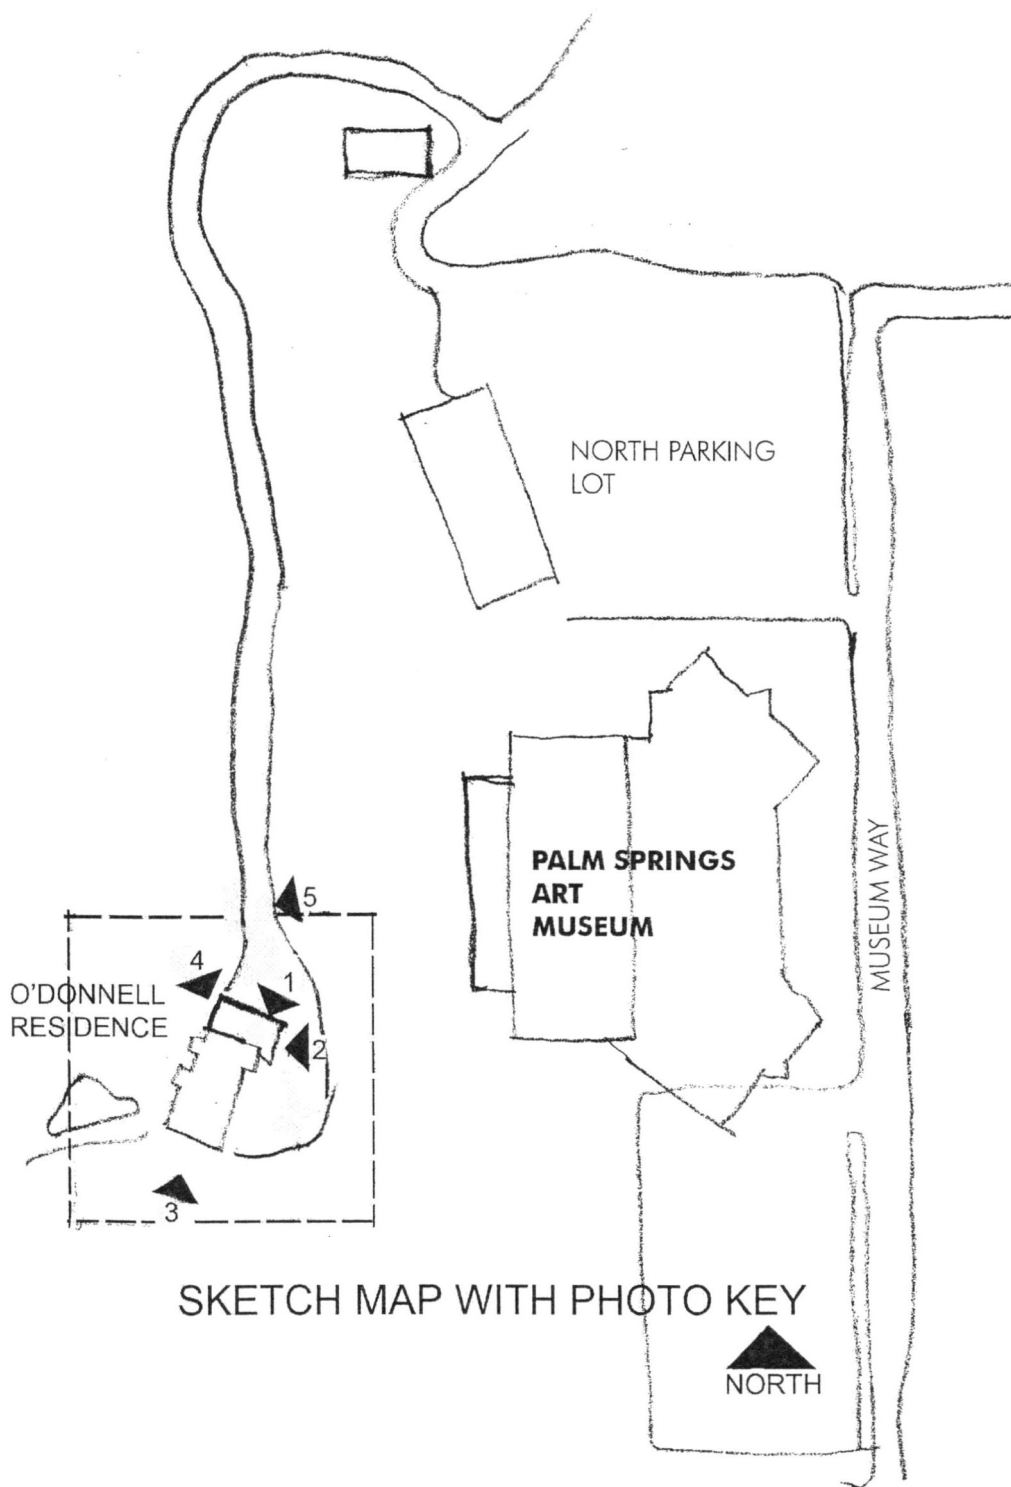 NORTH PARKING
LOT
PALM SPRINGS
ART
MUSEUM
MUSEUM WAY
5
4
1
O'DONNELL
RESIDENCE
2
3
SKETCH MAP WITH PHOTO KEY
NORTH